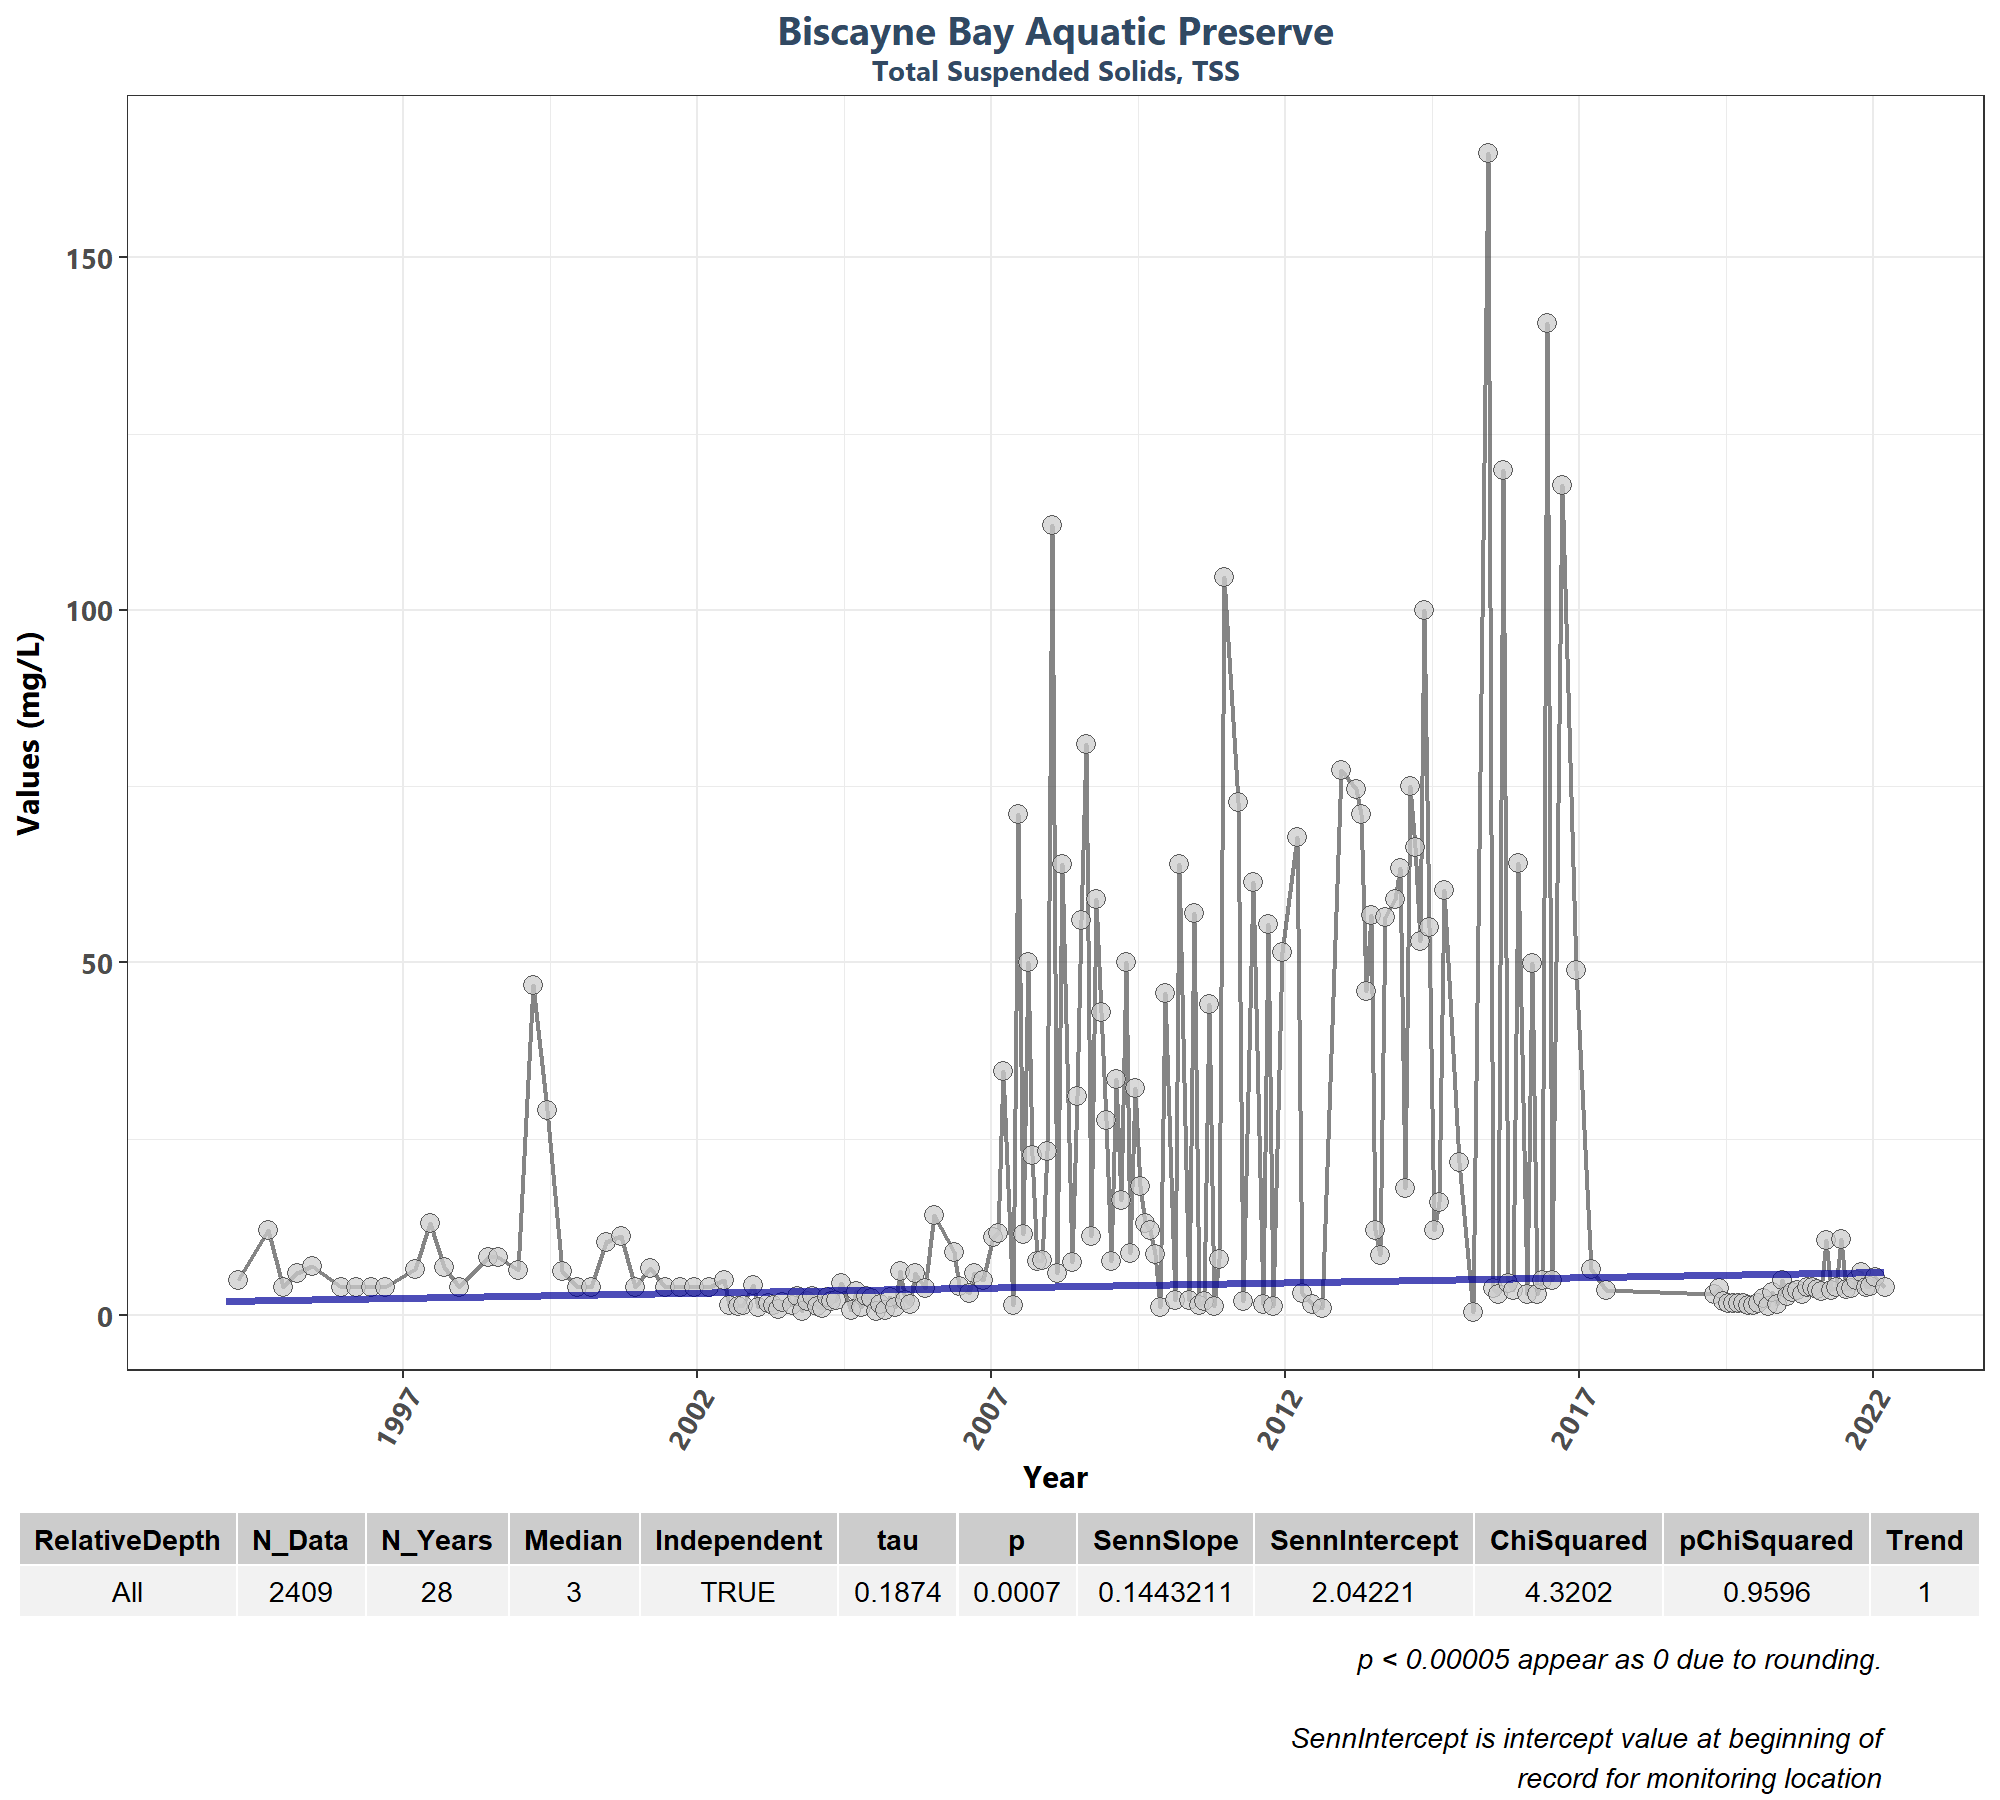 Biscayne Bay Aquatic Preserve
Total Suspended Solids, TSS
Values (mg/L)
150
100
50
0
1997
2002
2007
2012
2017
2022
Year
RelativeDepth N_Data N_Years Median Independent tau p SennSlope SennIntercept ChiSquared pChiSquared Trend
All 2409 28 3 TRUE 0.1874 0.0007 0.1443211 2.04221 4.3202 0.9596 1
p < 0.00005 appear as 0 due to rounding.
SennIntercept is intercept value at beginning of
record for monitoring location